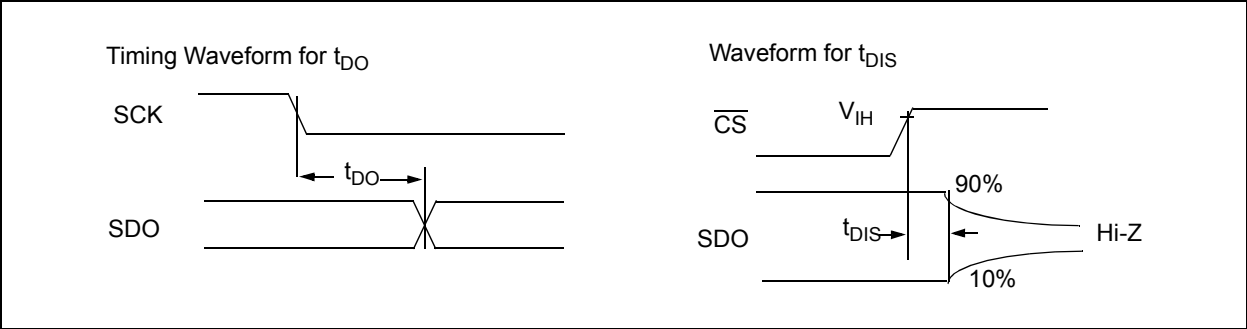 Timing Waveform for tDO
SCK
tDO
SDO
Waveform for tDIS
CS
VIH
90%
SDO
tDIS
Hi-Z
10%